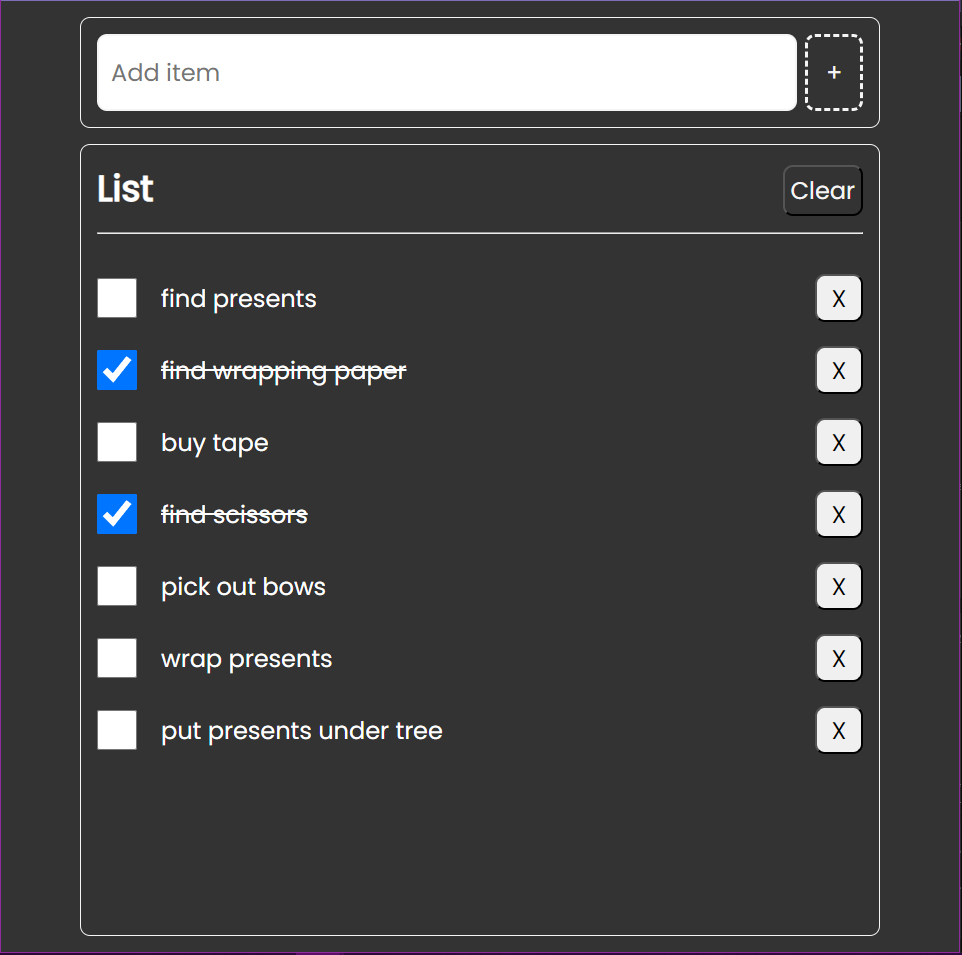 Add item
+
List
Clear
find presents
X
find wrapping paper
X
buy tape
X
find scissors
X
pick out bows
X
wrap presents
X
put presents under tree
X